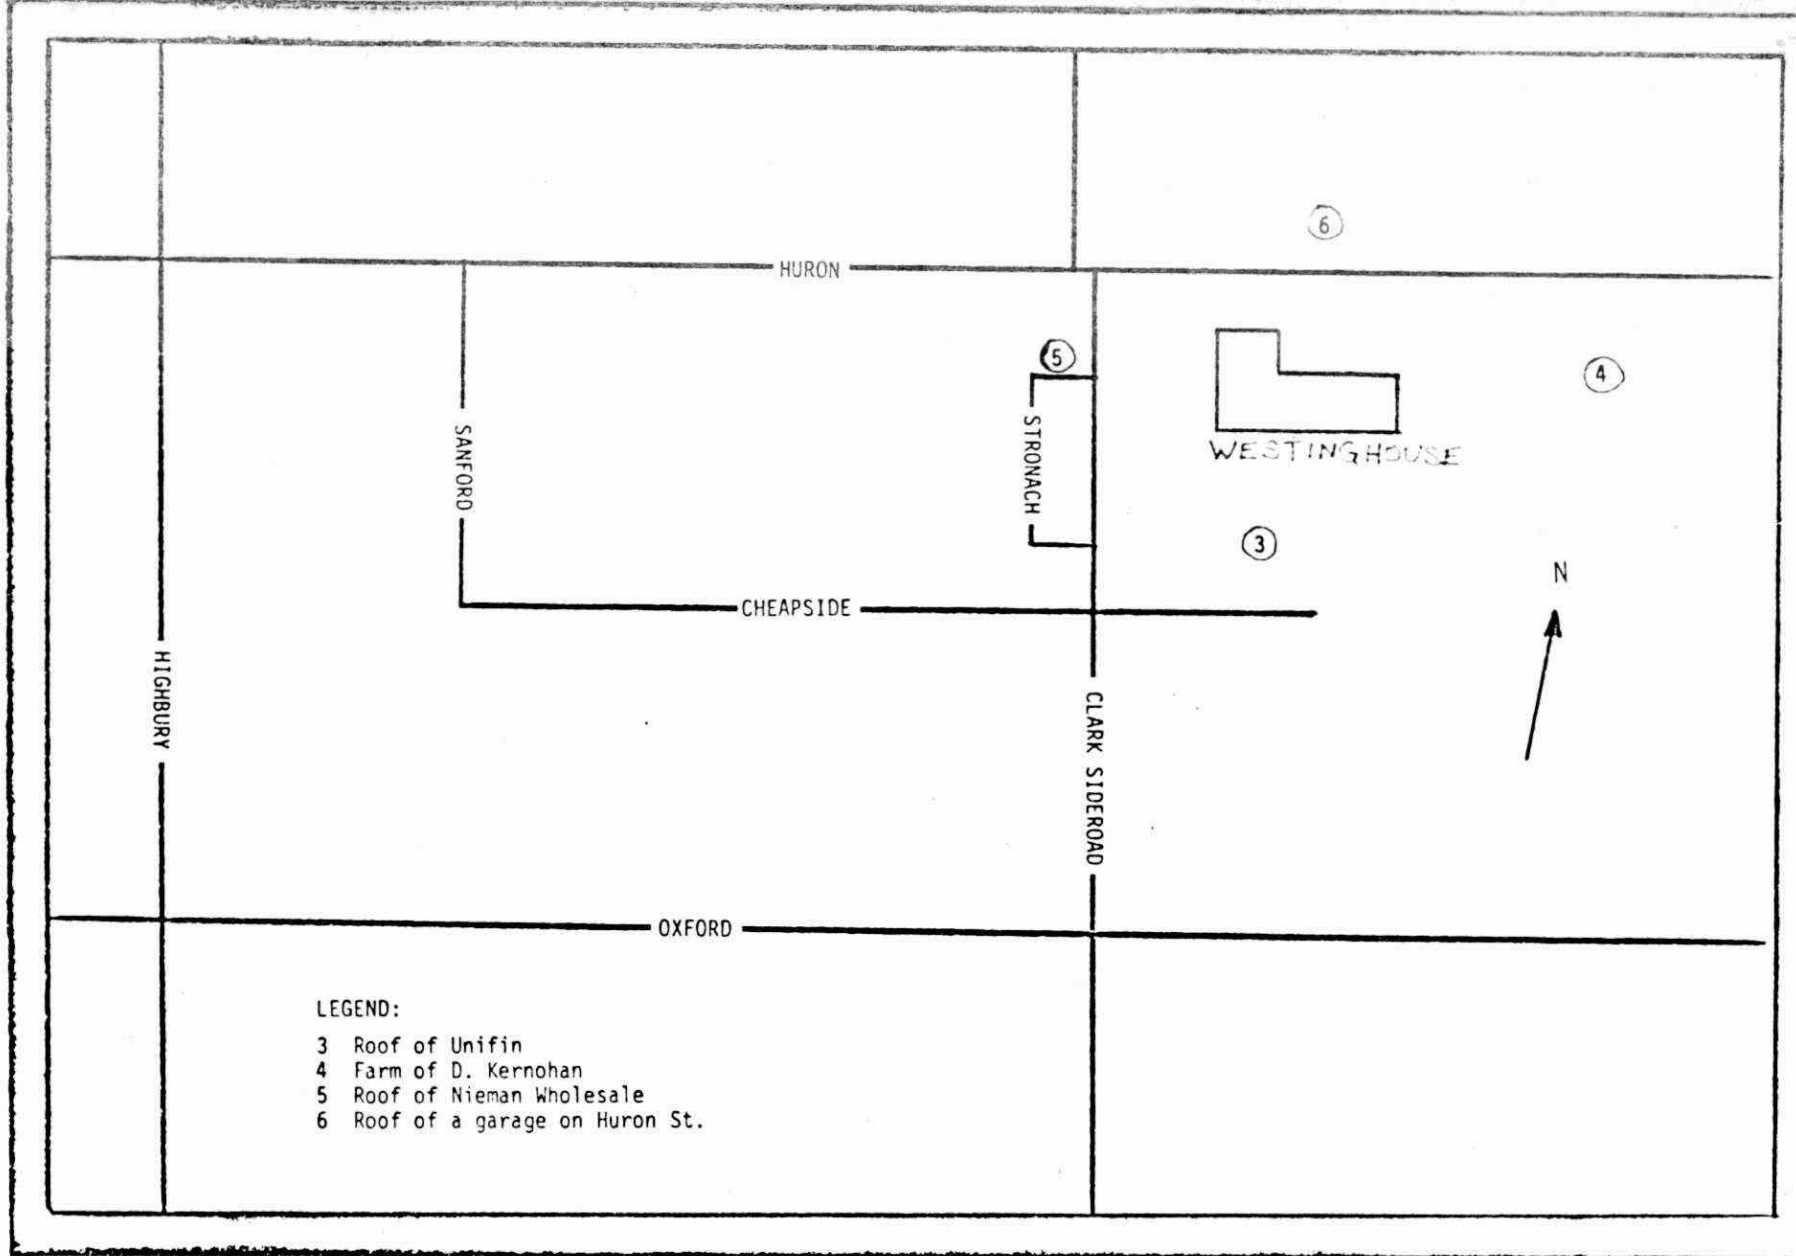 6
HURON
5
4
SANFORD
STRONACH
WESTINGHOUSE
3
N
CHEAPSIDE
HIGHBURY
CLARK SIDEROAD
OXFORD
LEGEND:
3 Roof of Unifin
4 Farm of D. Kernohan
5 Roof of Nieman Wholesale
6 Roof of a garage on Huron St.